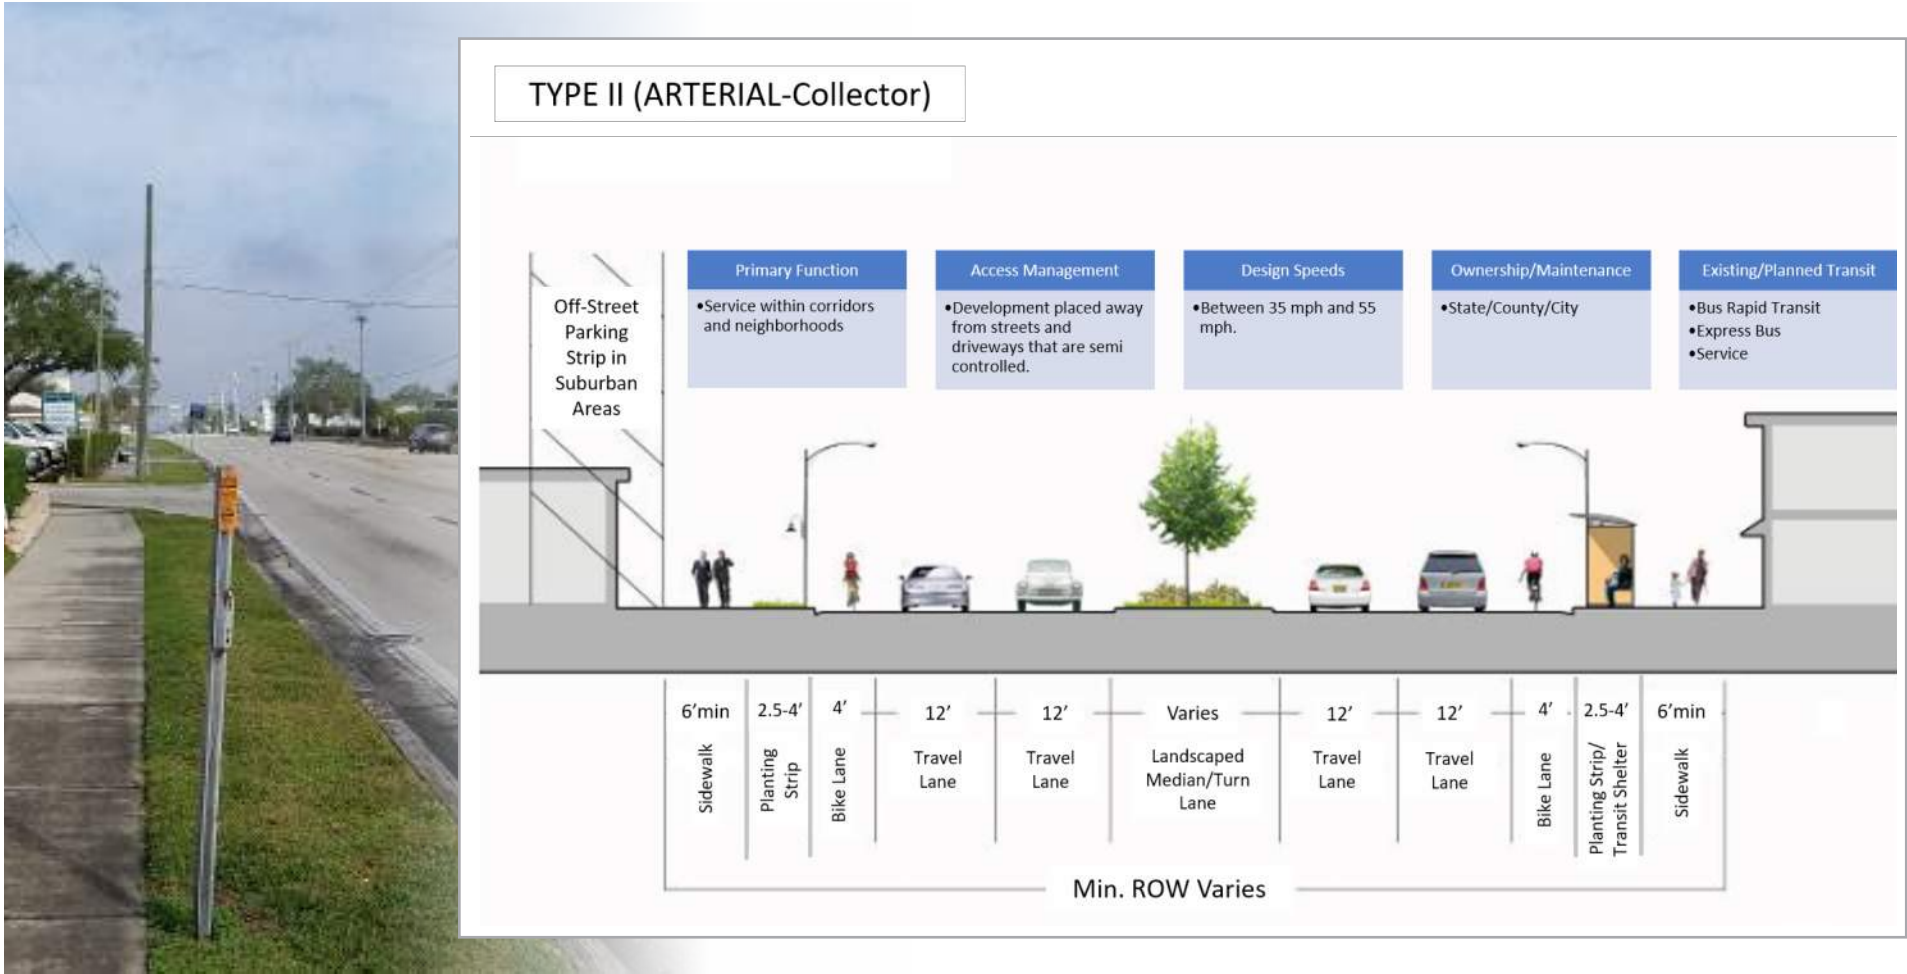 TYPE II (ARTERIAL-Collector)
Off-Street
Parking
Strip in
Suburban
Areas
Primary Function
•Service within corridors
and neighborhoods
Access Management
•Development placed away
from streets and
driveways that are semi
controlled.
Design Speeds
•Between 35 mph and 55
mph.
Ownership/Maintenance
•State/County/City
Existing/Planned Transit
•Bus Rapid Transit
•Express Bus
•Service
6’min
2.5-4’
4’
12’
12’
Varies
12’
12’
4’
2.5-4’
6’min
Sidewalk
Planting
Strip
Bike Lane
Travel
Lane
Travel
Lane
Landscaped
Median/Turn
Lane
Travel
Lane
Travel
Lane
Bike Lane
Planting Strip/
Transit Shelter
Sidewalk
Min. ROW Varies